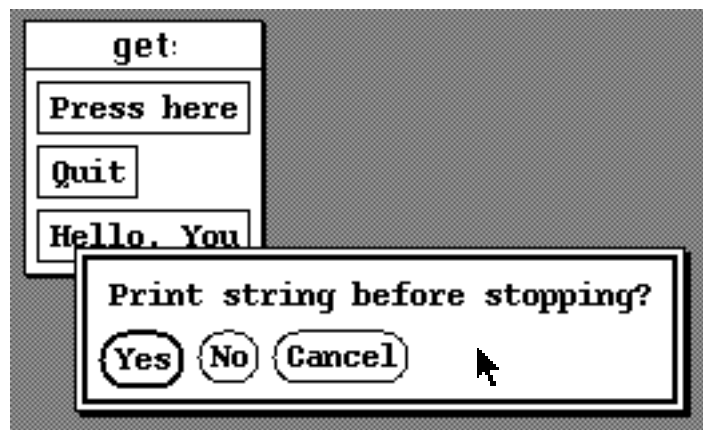 get:
Press here
Quit
Hello, You
Print string before stopping?
Yes No Cancel